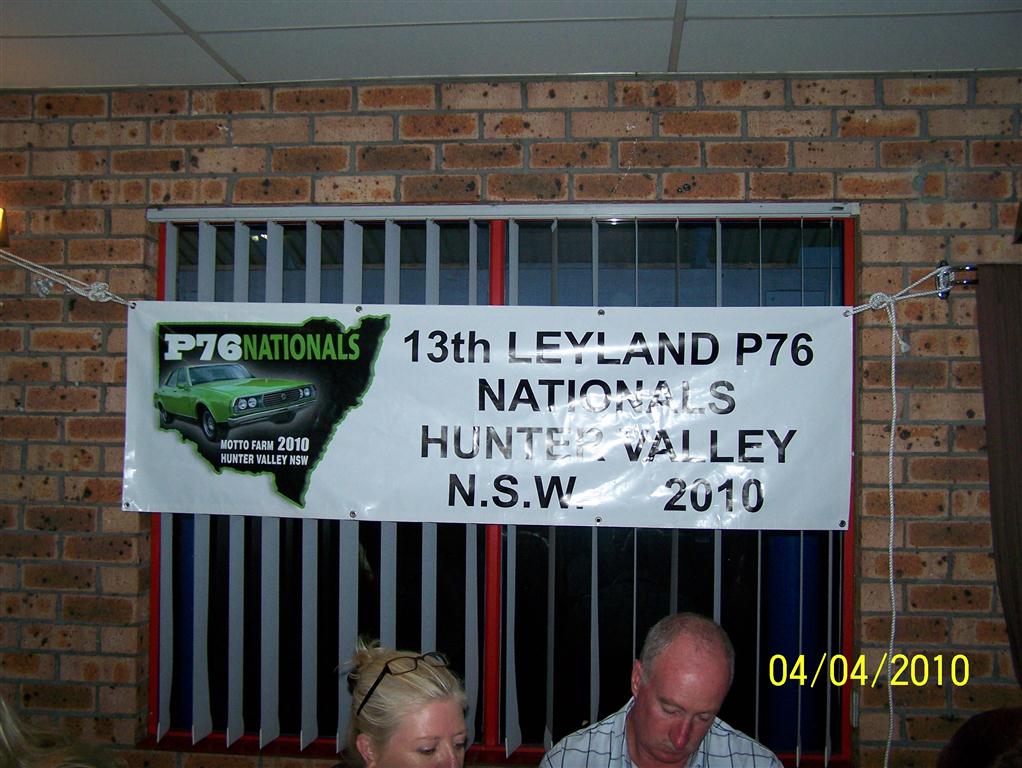 P76NATIONALS
MOTTO FARM 2010
HUNTER VALLEY NSW
13th LEYLAND P76
NATIONALS
HUNTER VALLEY
N.S.W. 2010
04/04/2010